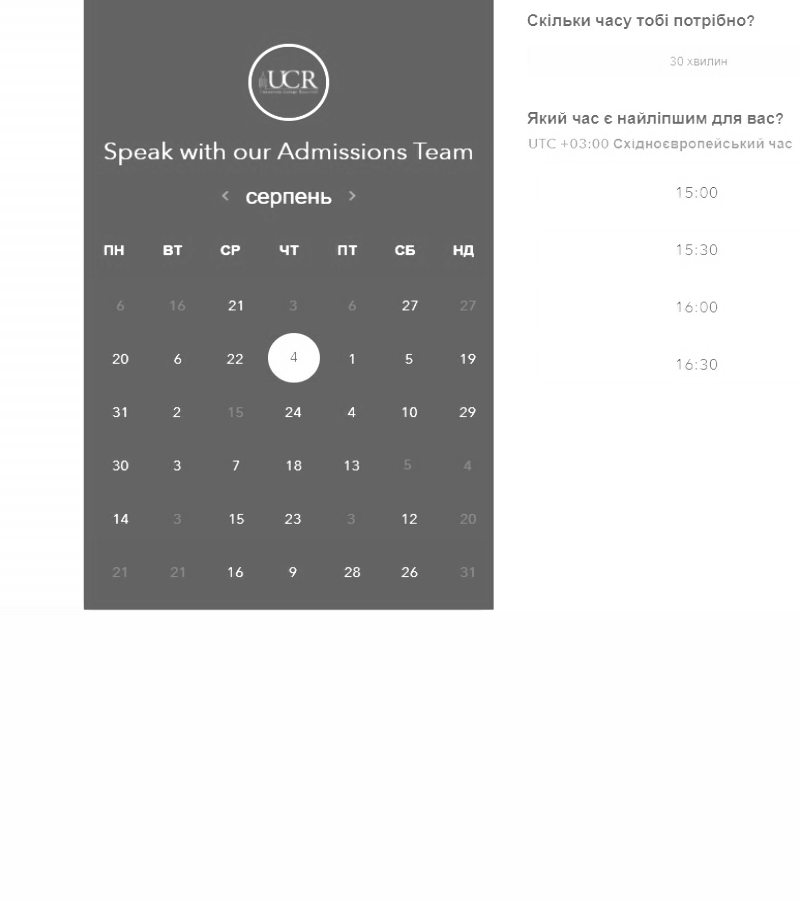 UCR
Speak with our Admissions Team
< серпень >
ПН ВТ СР ЧТ ПТ СБ НД
6 16 21 3 6 27 27
20 6 22 4 1 5 19
31 2 15 24 4 10 29
30 3 7 18 13 5 4
14 3 15 23 3 12 20
21 21 16 9 28 26 31
Скільки часу тобі потрібно?
30 хвилин
Який час є найліпшим для вас?
UTC +03:00 Східноєвропейський час
15:00
15:30
16:00
16:30